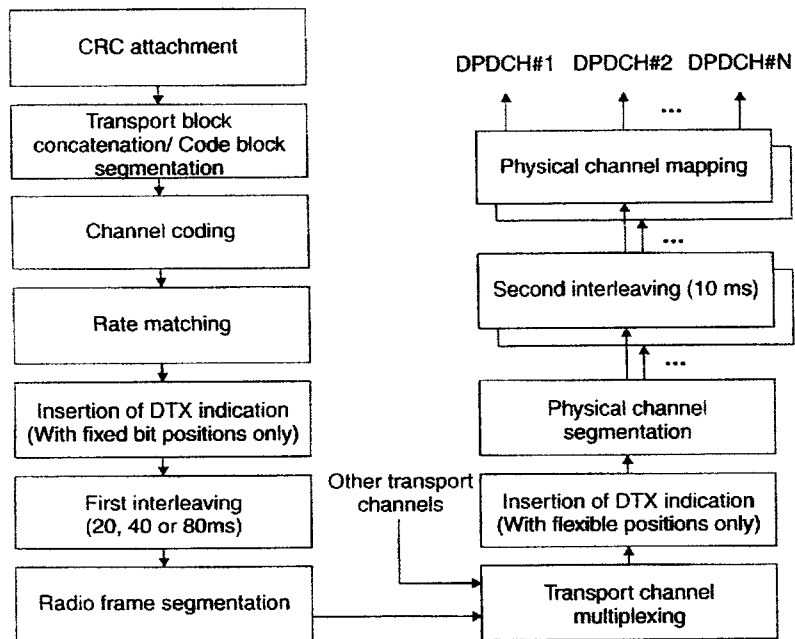 CRC attachment
Transport block
concatenation/ Code block
segmentation
Channel coding
Rate matching
Insertion of DTX indication
(With fixed bit positions only)
First interleaving
(20, 40 or 80ms)
Radio frame segmentation
Other transport
channels
DPDCH#1 DPDCH#2 DPDCH#N
...
Physical channel mapping
...
Second interleaving (10 ms)
...
Physical channel
segmentation
Insertion of DTX indication
(With flexible positions only)
Transport channel
multiplexing